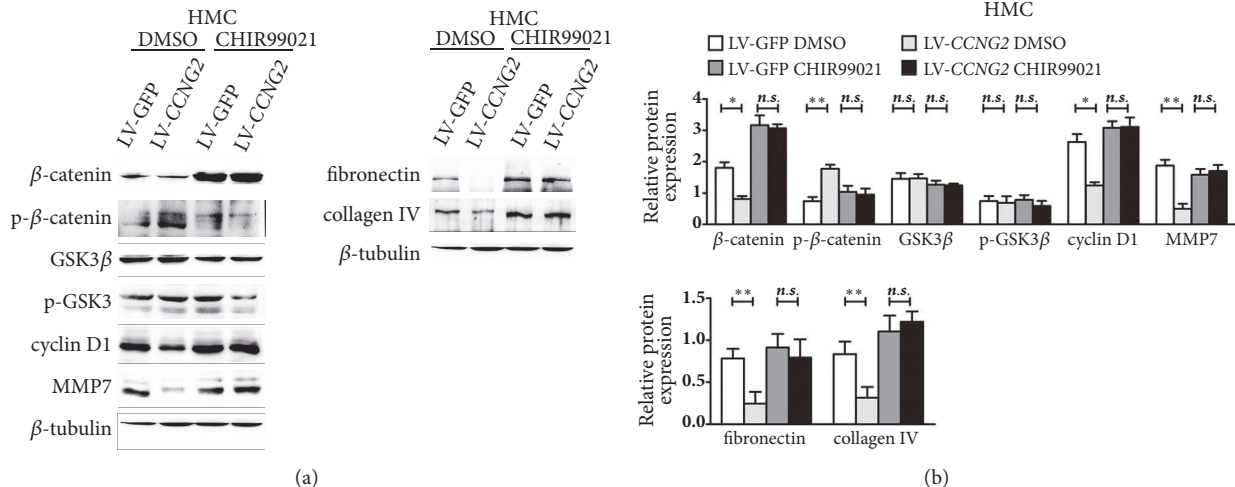 HMC
DMSO CHIR99021
LV-GFP
LV-CCNG2
LV-GFP
LV-CCNG2
β-catenin
p-β-catenin
GSK3β
p-GSK3
cyclin D1
MMP7
β-tubulin
HMC
DMSO CHIR99021
LV-GFP
LV-CCNG2
LV-GFP
LV-CCNG2
fibronectin
collagen IV
β-tubulin
(a)
HMC
LV-GFP DMSO LV-CCNG2 DMSO
LV-GFP CHIR99021 LV-CCNG2 CHIR99021
Relative protein
expression
4
3
2
1
0
* n.s. ** n.s. n.s. n.s. n.s. n.s. * n.s. ** n.s.
β-catenin p-β-catenin GSK3β p-GSK3β cyclin D1 MMP7
Relative protein
expression
1.5
1.0
0.5
0.0
** n.s. ** n.s.
fibronectin collagen IV
(b)